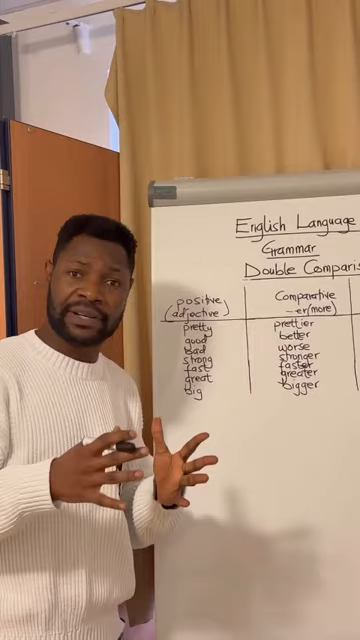 English Language
Grammar
Double Comparis
positive Comparative
(adjective) -er(more)
pretty prettier
good better
bad worse
strong stronger
fast faster
great greater
big bigger